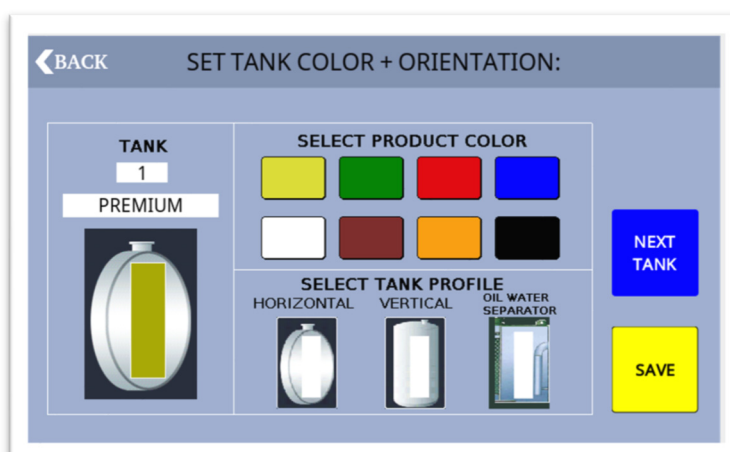 BACK
SET TANK COLOR + ORIENTATION:
TANK
1
PREMIUM
SELECT PRODUCT COLOR
SELECT TANK PROFILE
HORIZONTAL
VERTICAL
OIL WATER
SEPARATOR
NEXT
TANK
SAVE